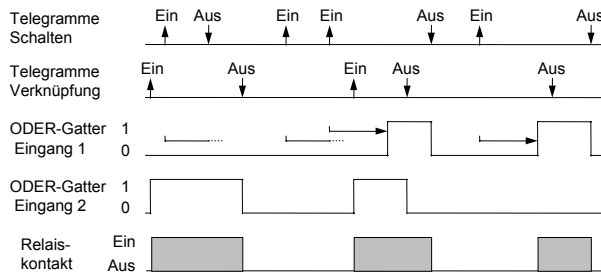 Telegramme
Schalten
Ein Aus Ein Ein Aus Ein Aus
Telegramme
Verknüpfung
Ein Aus Ein Aus Aus
ODER-Gatter 1
Eingang 1 0
ODER-Gatter 1
Eingang 2 0
Relais- Ein
kontakt Aus